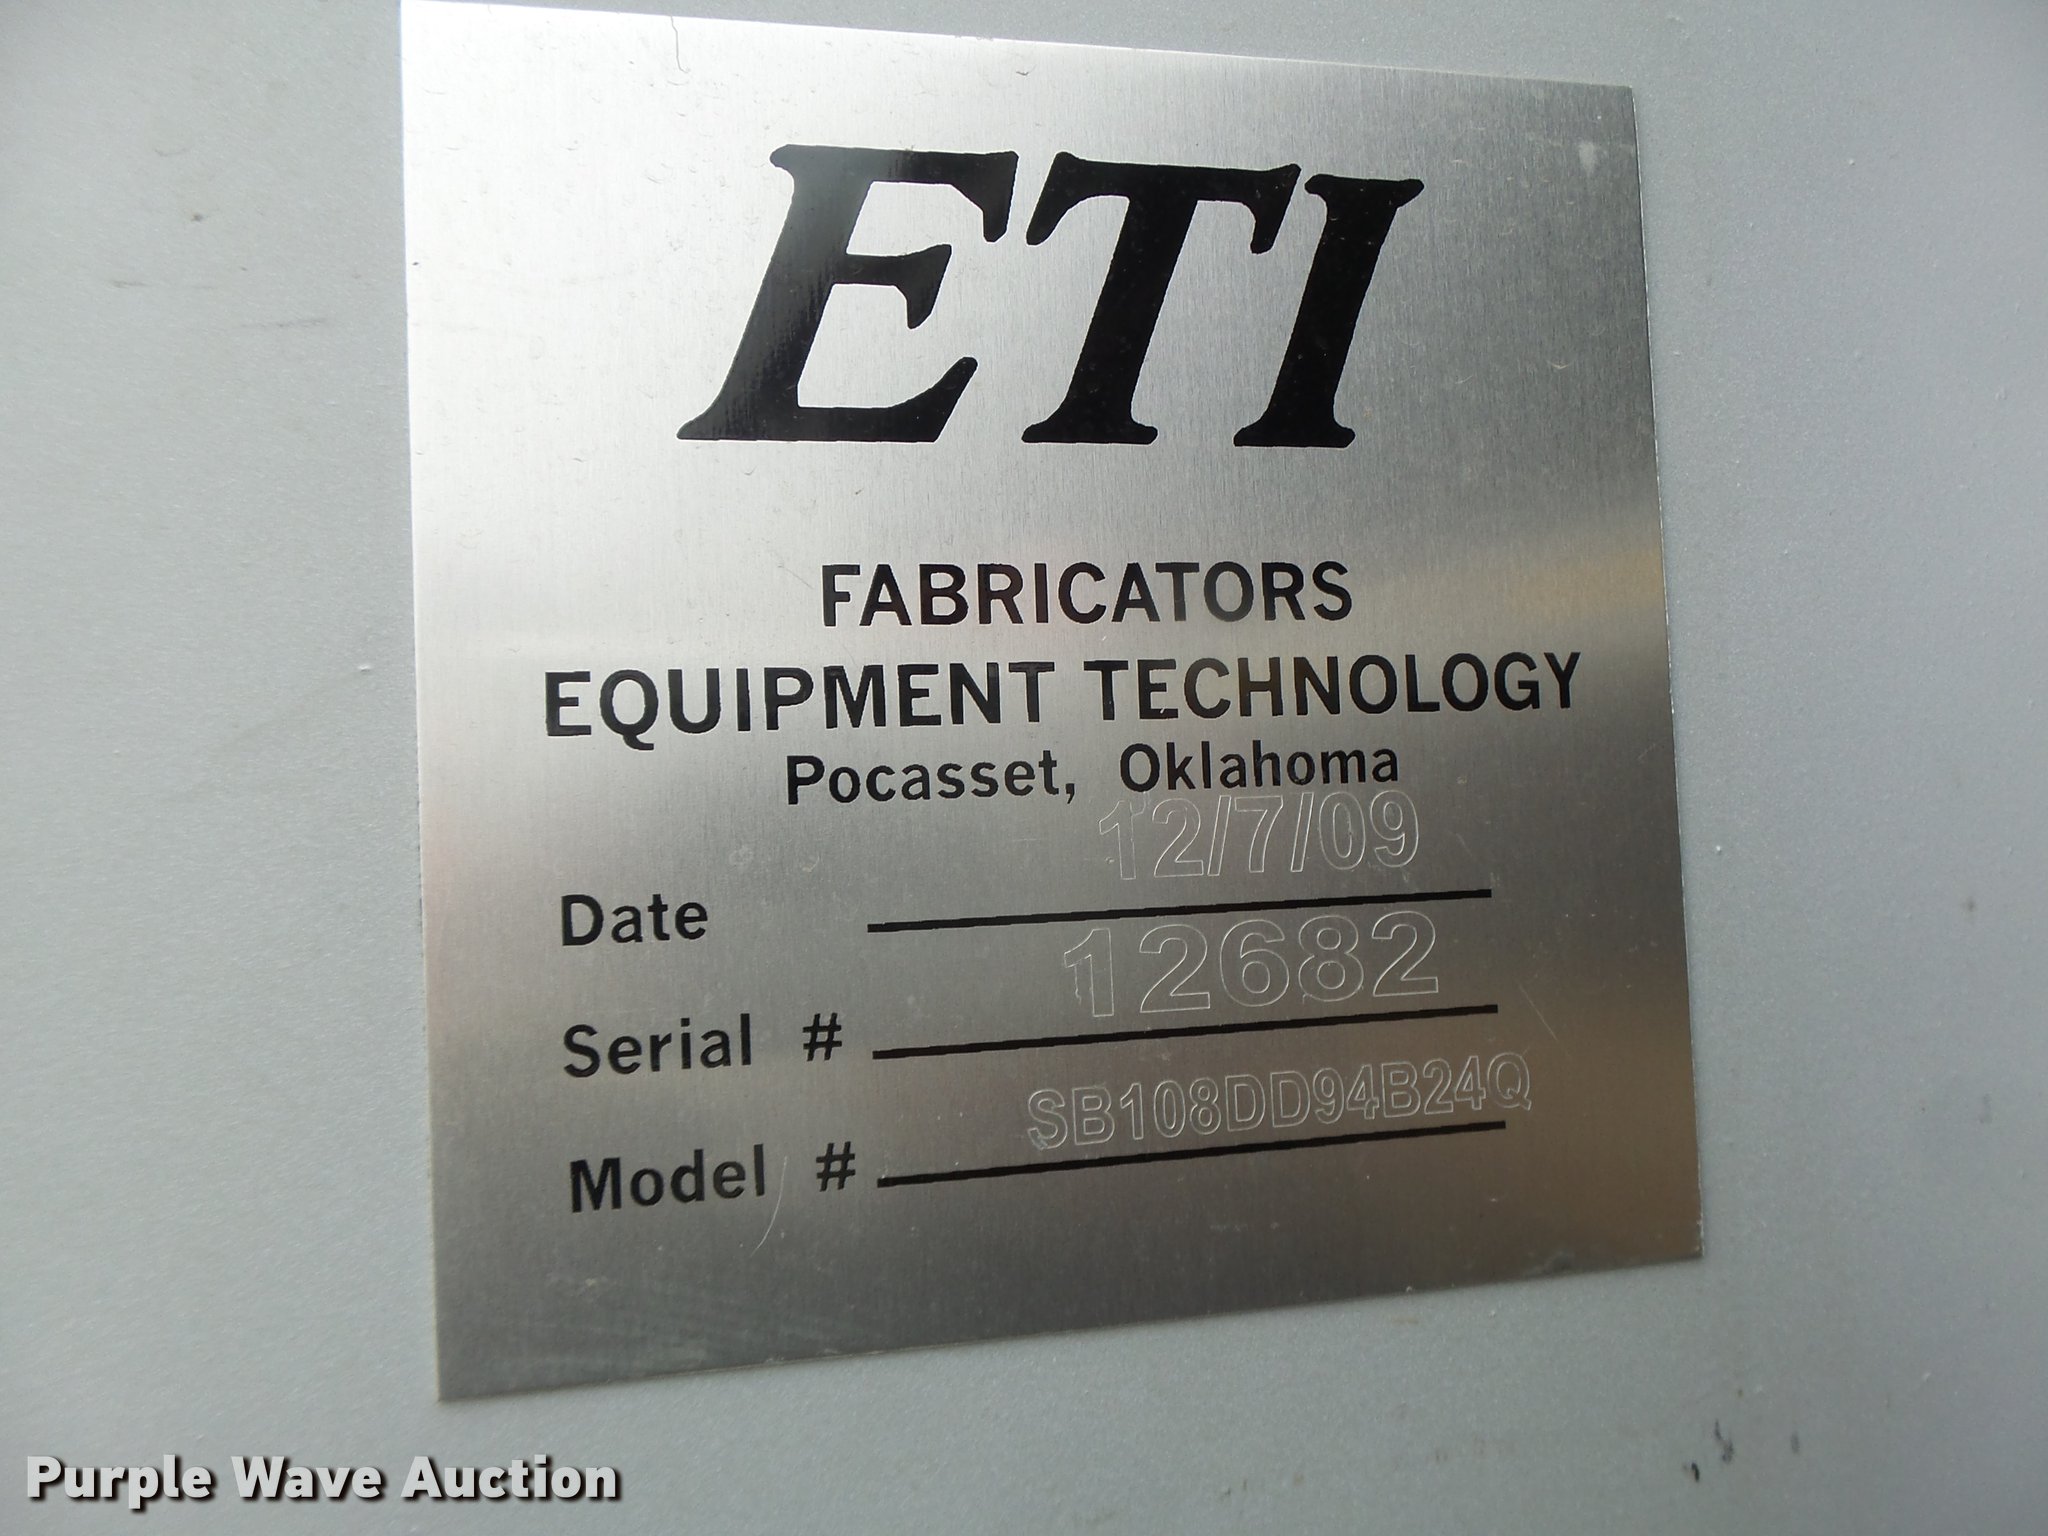 ETI
FABRICATORS
EQUIPMENT TECHNOLOGY
Pocasset, Oklahoma
Date 12/7/09
Serial # 12682
Model # SB108DD94B24Q
Purple Wave Auction